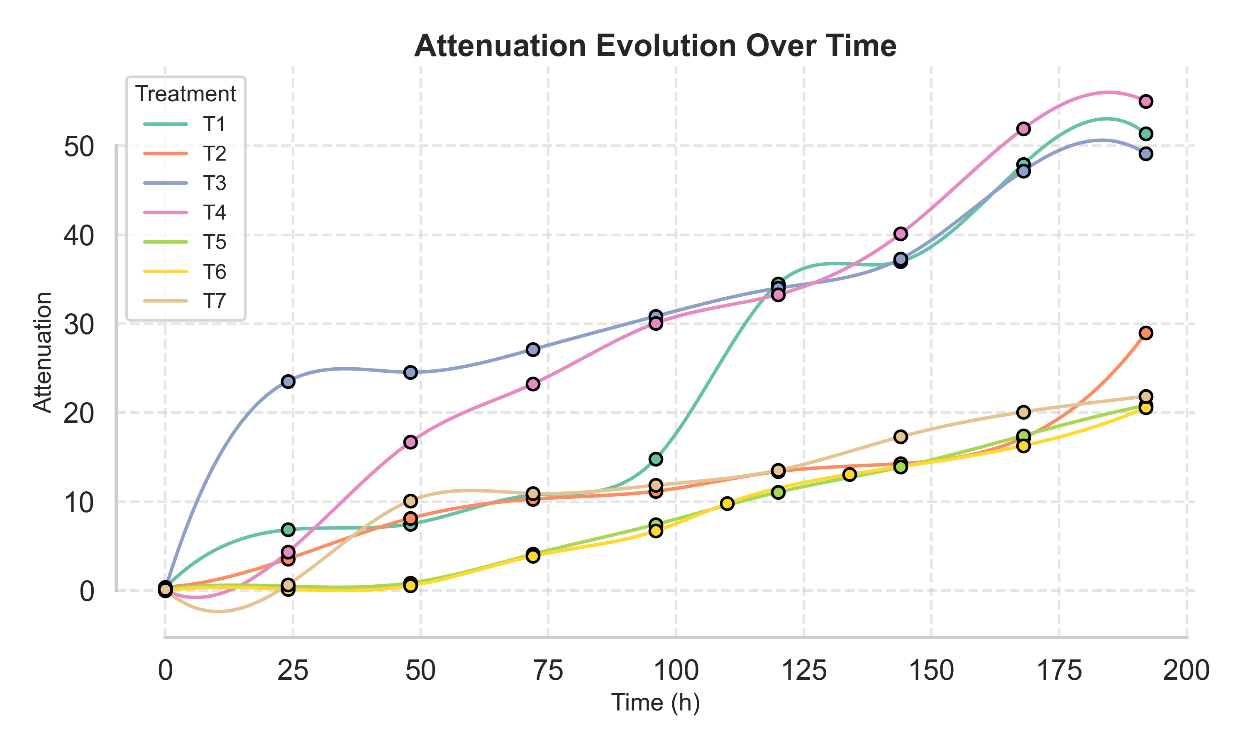 Attenuation Evolution Over Time
Treatment
T1
T2
T3
T4
T5
T6
T7
Attenuation
50
40
30
20
10
0
0 25 50 75 100 125 150 175 200
Time (h)